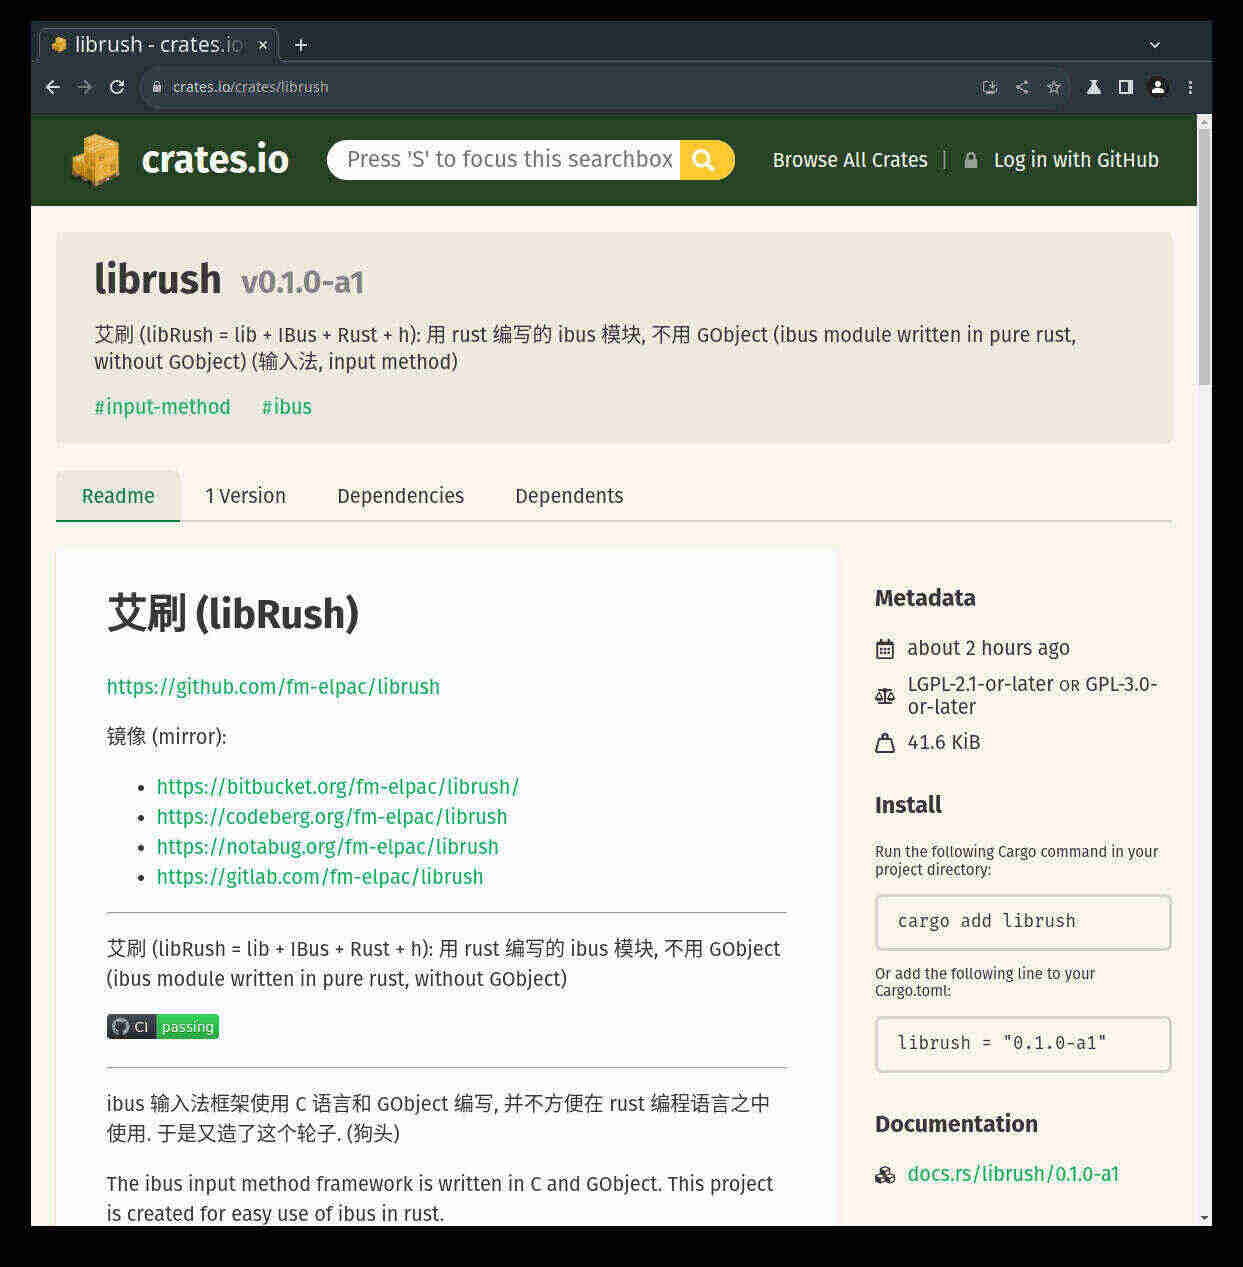 librush - crates.io
crates.io/crates/librush
crates.io
Press 'S' to focus this searchbox
Browse All Crates
Log in with GitHub
librush v0.1.0-a1
艾刷 (libRush = lib + IBus + Rust + h): 用 rust 编写的 ibus 模块, 不用 GObject (ibus module written in pure rust,
without GObject) (输入法, input method)
#input-method #ibus
Readme
1 Version
Dependencies
Dependents
艾刷 (libRush)
https://github.com/fm-elpac/librush
镜像 (mirror):
https://bitbucket.org/fm-elpac/librush/
https://codeberg.org/fm-elpac/librush
https://notabug.org/fm-elpac/librush
https://gitlab.com/fm-elpac/librush
艾刷 (libRush = lib + IBus + Rust + h): 用 rust 编写的 ibus 模块, 不用 GObject
(ibus module written in pure rust, without GObject)
CI passing
ibus 输入法框架使用 C 语言和 GObject 编写, 并不方便在 rust 编程语言之中
使用. 于是又造了这个轮子. (狗头)
The ibus input method framework is written in C and GObject. This project
is created for easy use of ibus in rust.
Metadata
about 2 hours ago
LGPL-2.1-or-later OR GPL-3.0-
or-later
41.6 KiB
Install
Run the following Cargo command in your
project directory:
cargo add librush
Or add the following line to your
Cargo.toml:
librush = "0.1.0-a1"
Documentation
docs.rs/librush/0.1.0-a1